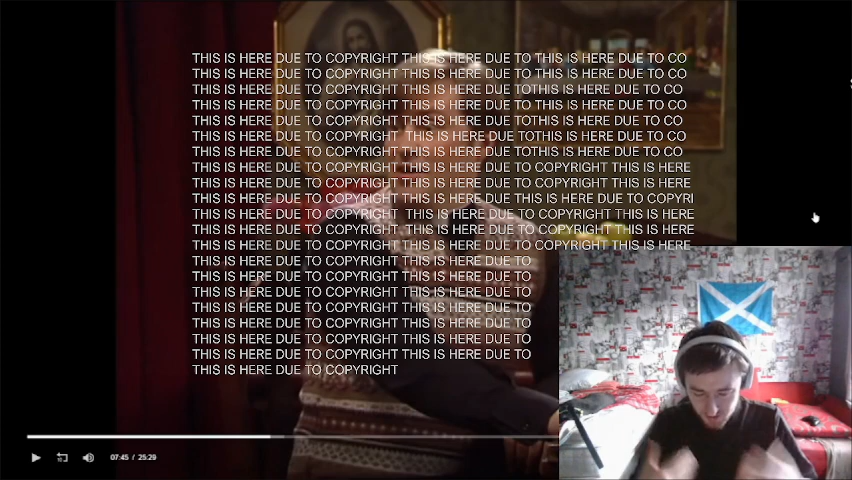 THIS IS HERE DUE TO COPYRIGHT THIS IS HERE DUE TO THIS IS HERE DUE TO CO
THIS IS HERE DUE TO COPYRIGHT THIS IS HERE DUE TO THIS IS HERE DUE TO CO
THIS IS HERE DUE TO COPYRIGHT THIS IS HERE DUE TOTHIS IS HERE DUE TO CO
THIS IS HERE DUE TO COPYRIGHT THIS IS HERE DUE TO THIS IS HERE DUE TO CO
THIS IS HERE DUE TO COPYRIGHT THIS IS HERE DUE TOTHIS IS HERE DUE TO CO
THIS IS HERE DUE TO COPYRIGHT  THIS IS HERE DUE TOTHIS IS HERE DUE TO CO
THIS IS HERE DUE TO COPYRIGHT THIS IS HERE DUE TOTHIS IS HERE DUE TO CO
THIS IS HERE DUE TO COPYRIGHT THIS IS HERE DUE TO COPYRIGHT THIS IS HERE
THIS IS HERE DUE TO COPYRIGHT THIS IS HERE DUE TO COPYRIGHT THIS IS HERE
THIS IS HERE DUE TO COPYRIGHT THIS IS HERE DUE THIS IS HERE DUE TO COPYRI
THIS IS HERE DUE TO COPYRIGHT  THIS IS HERE DUE TO COPYRIGHT THIS IS HERE
THIS IS HERE DUE TO COPYRIGHT  THIS IS HERE DUE TO COPYRIGHT THIS IS HERE
THIS IS HERE DUE TO COPYRIGHT THIS IS HERE DUE TO COPYRIGHT THIS IS HERE
THIS IS HERE DUE TO COPYRIGHT THIS IS HERE DUE TO
THIS IS HERE DUE TO COPYRIGHT THIS IS HERE DUE TO
THIS IS HERE DUE TO COPYRIGHT THIS IS HERE DUE TO
THIS IS HERE DUE TO COPYRIGHT THIS IS HERE DUE TO
THIS IS HERE DUE TO COPYRIGHT THIS IS HERE DUE TO
THIS IS HERE DUE TO COPYRIGHT THIS IS HERE DUE TO
THIS IS HERE DUE TO COPYRIGHT THIS IS HERE DUE TO
THIS IS HERE DUE TO COPYRIGHT
07:45 / 25:29